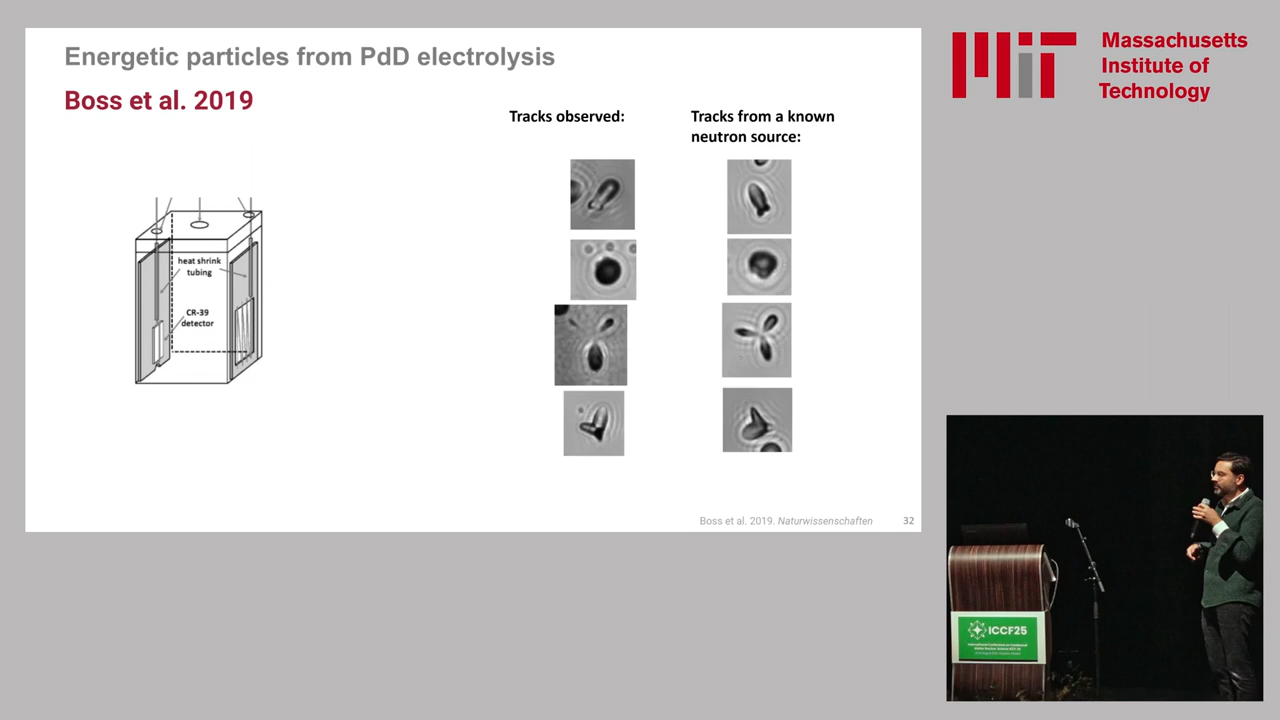 Energetic particles from PdD electrolysis
Boss et al. 2019
Tracks observed:
Tracks from a known
neutron source:
heat shrink
tubing
CR-39
detector
Boss et al. 2019. Naturwissenschaften
32
Massachusetts
Institute of
Technology
ICCF25